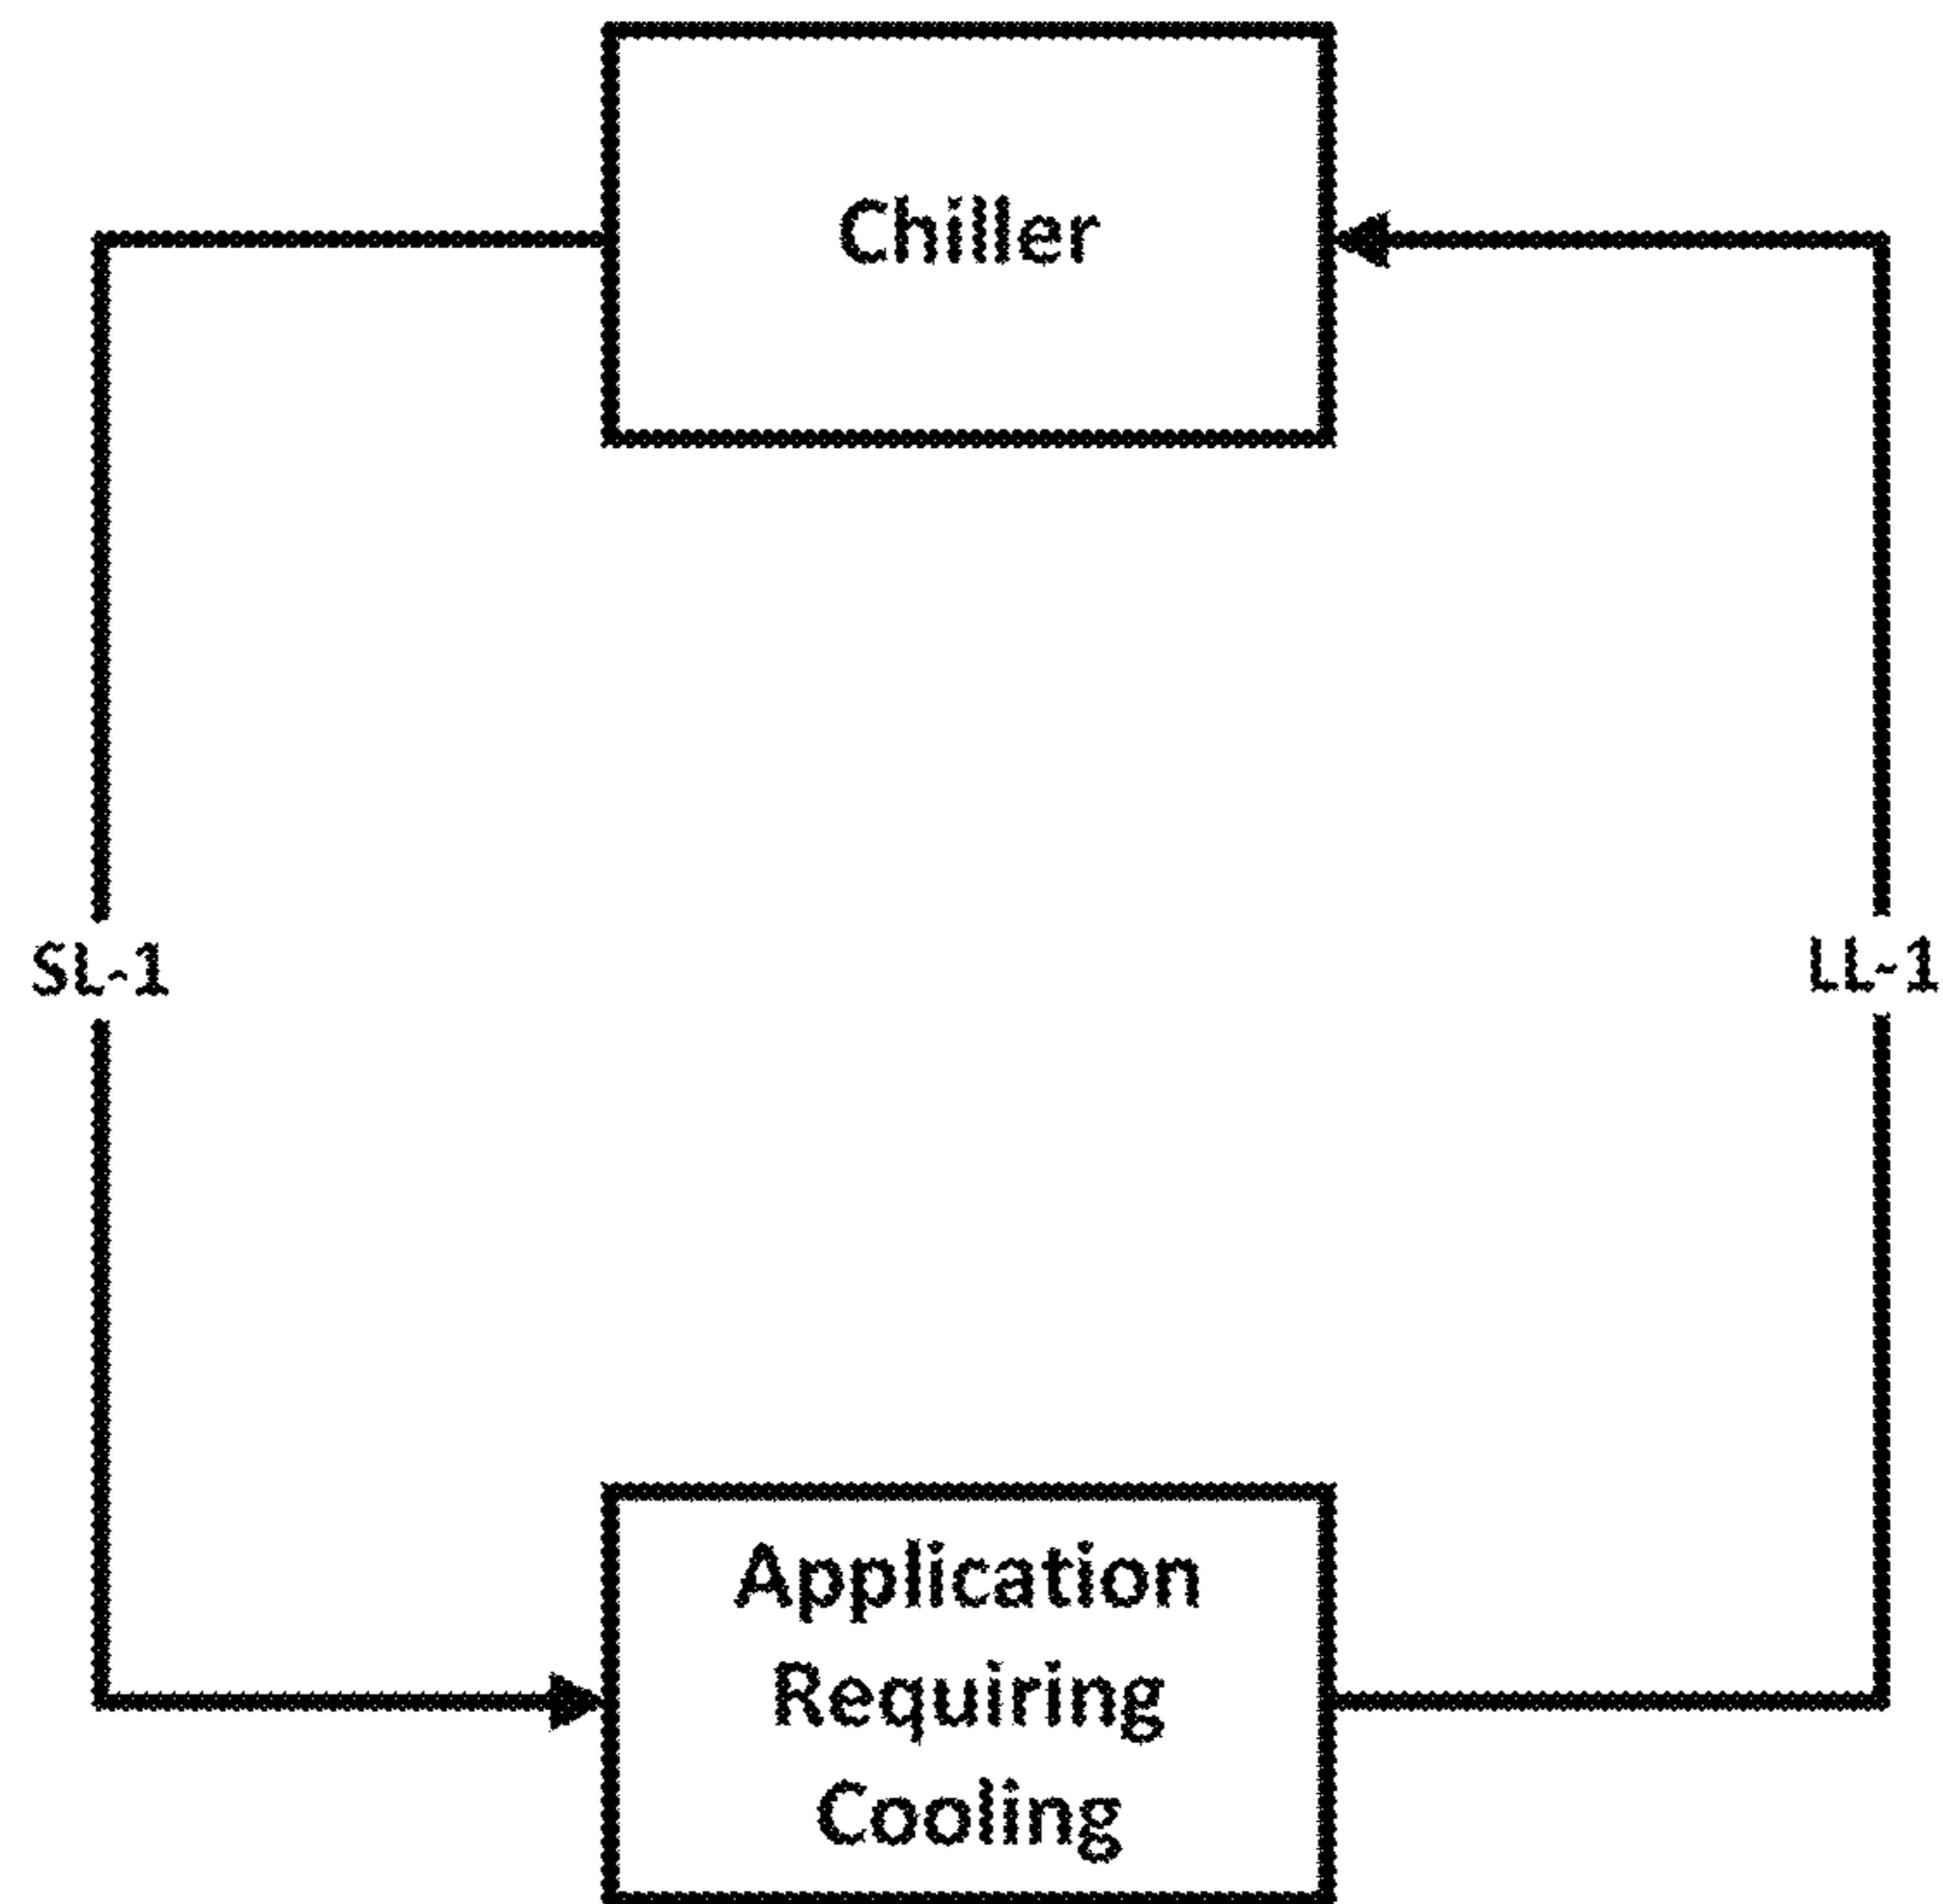 Chiller
SL-1
LL-1
Application
Requiring
Cooling